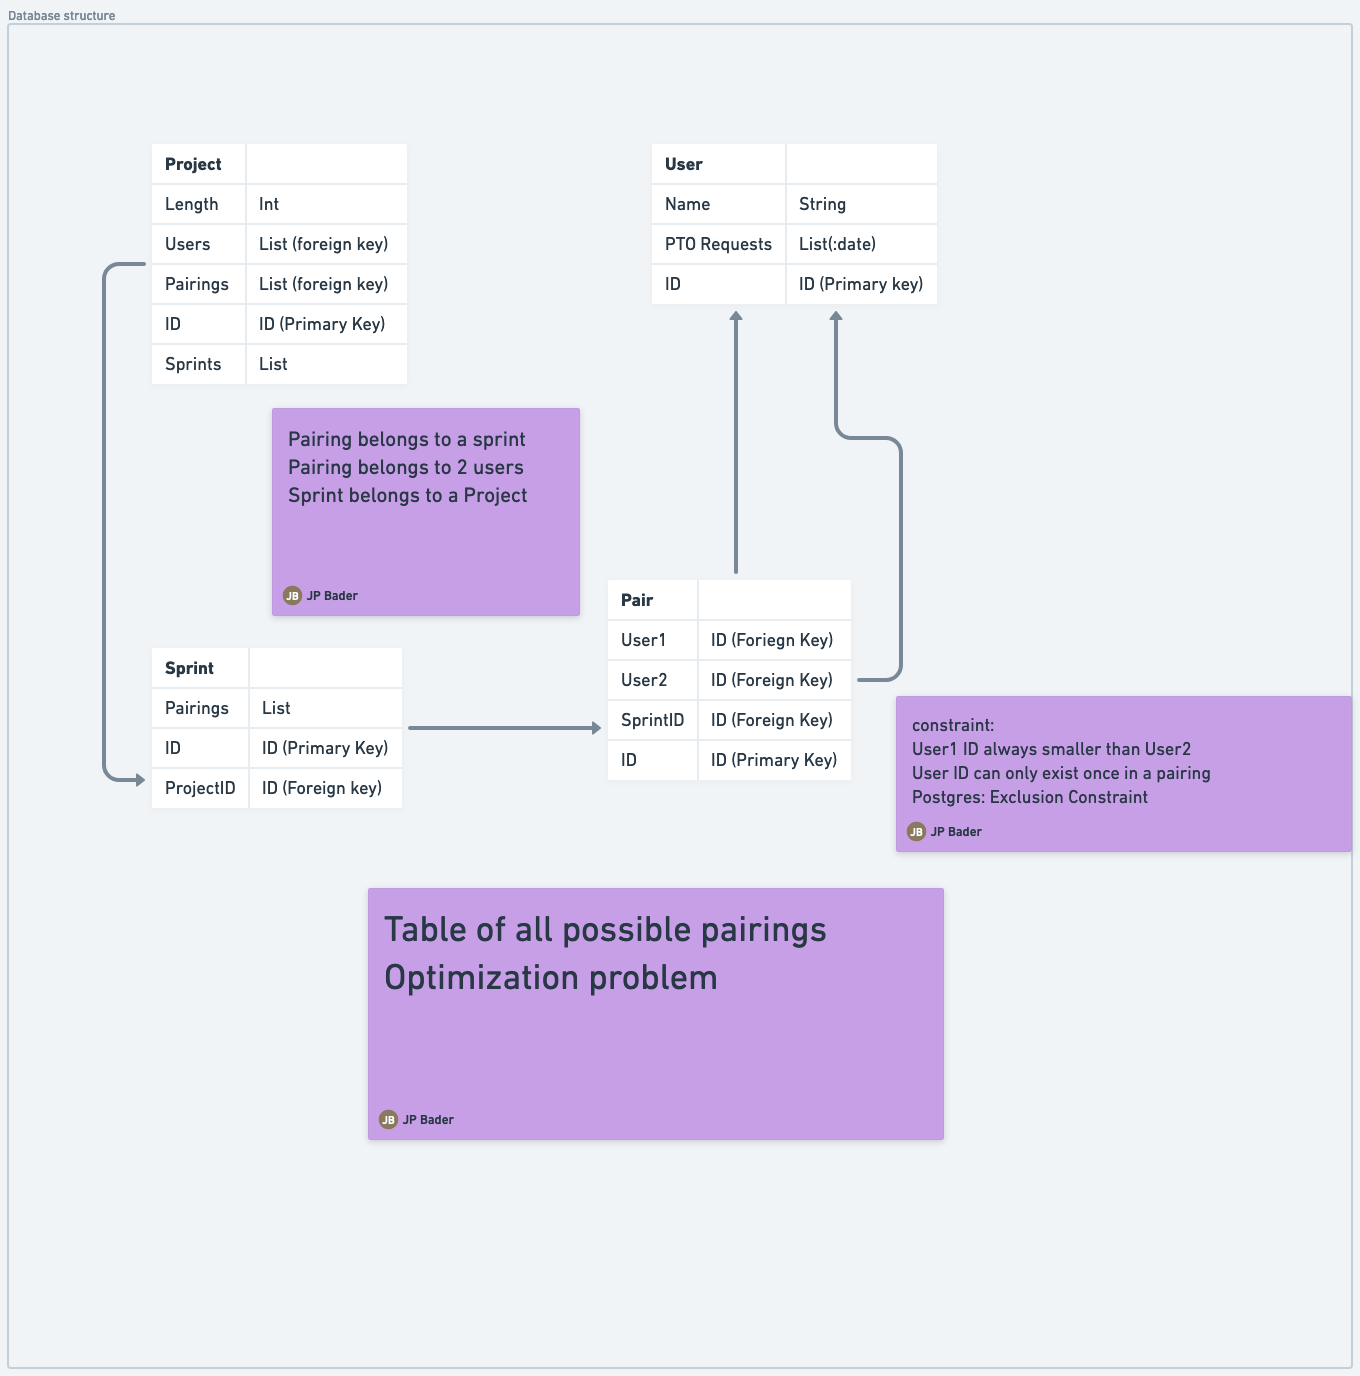 Database structure
Project
Length Int
Users List (foreign key)
Pairings List (foreign key)
ID ID (Primary Key)
Sprints List
User
Name String
PTO Requests List(:date)
ID ID (Primary key)
Pairing belongs to a sprint
Pairing belongs to 2 users
Sprint belongs to a Project
JB JP Bader
Pair
User1 ID (Foriegn Key)
User2 ID (Foreign Key)
SprintID ID (Foreign Key)
ID ID (Primary Key)
Sprint
Pairings List
ID ID (Primary Key)
ProjectID ID (Foreign key)
constraint:
User1 ID always smaller than User2
User ID can only exist once in a pairing
Postgres: Exclusion Constraint
JB JP Bader
Table of all possible pairings
Optimization problem
JB JP Bader